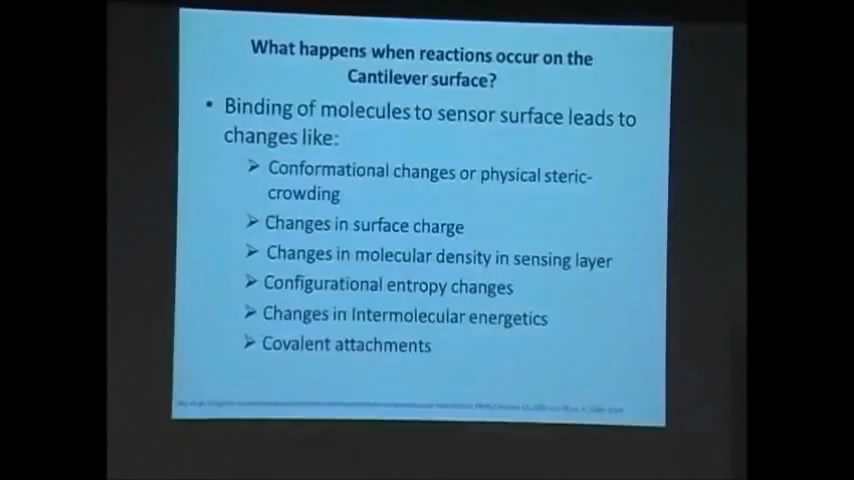 What happens when reactions occur on the
Cantilever surface?
• Binding of molecules to sensor surface leads to
changes like:
➢ Conformational changes or physical steric-
crowding
➢ Changes in surface charge
➢ Changes in molecular density in sensing layer
➢ Configurational entropy changes
➢ Changes in Intermolecular energetics
➢ Covalent attachments